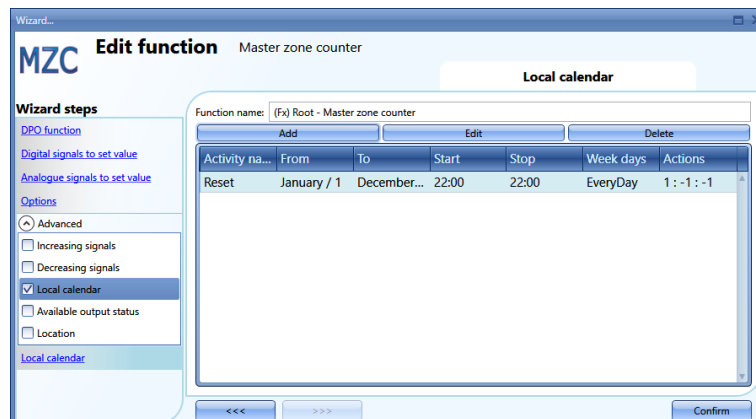 Wizard...
MZC Edit function Master zone counter
Local calendar
Wizard steps
DPO function
Digital signals to set value
Analogue signals to set value
Options
Advanced
Increasing signals
Decreasing signals
Local calendar
Available output status
Location
Local calendar
Function name: (Fx) Root - Master zone counter
Add Edit Delete
Activity na... From To Start Stop Week days Actions
Reset January / 1 December... 22:00 22:00 EveryDay 1 : -1 : -1
<<< >>> Confirm